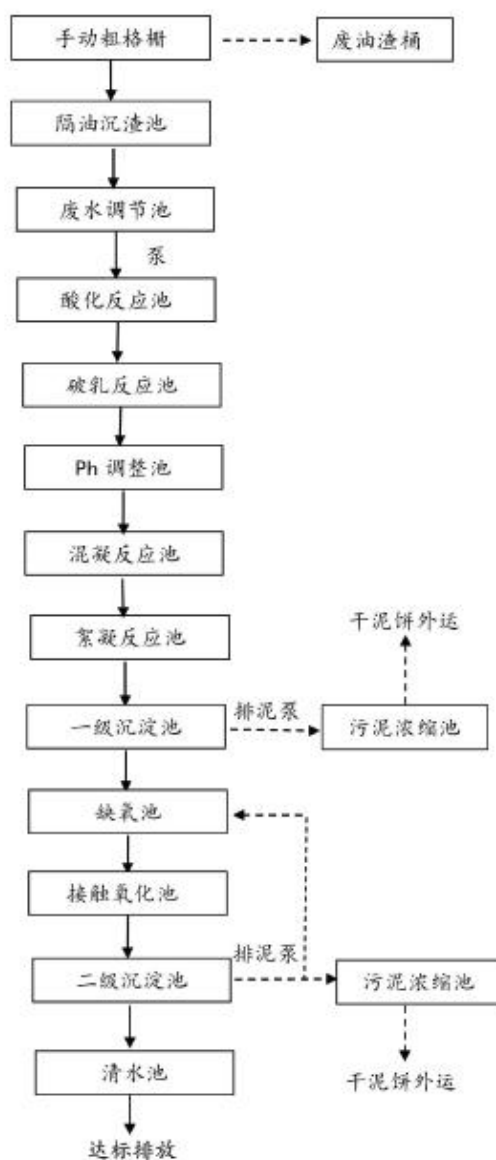 手动粗格栅
废油渣桶
隔油沉渣池
废水调节池
泵
酸化反应池
破乳反应池
Ph 调整池
混凝反应池
絮凝反应池
干泥饼外运
一级沉淀池
排泥泵
污泥浓缩池
缺氧池
接触氧化池
二级沉淀池
排泥泵
污泥浓缩池
清水池
干泥饼外运
达标排放